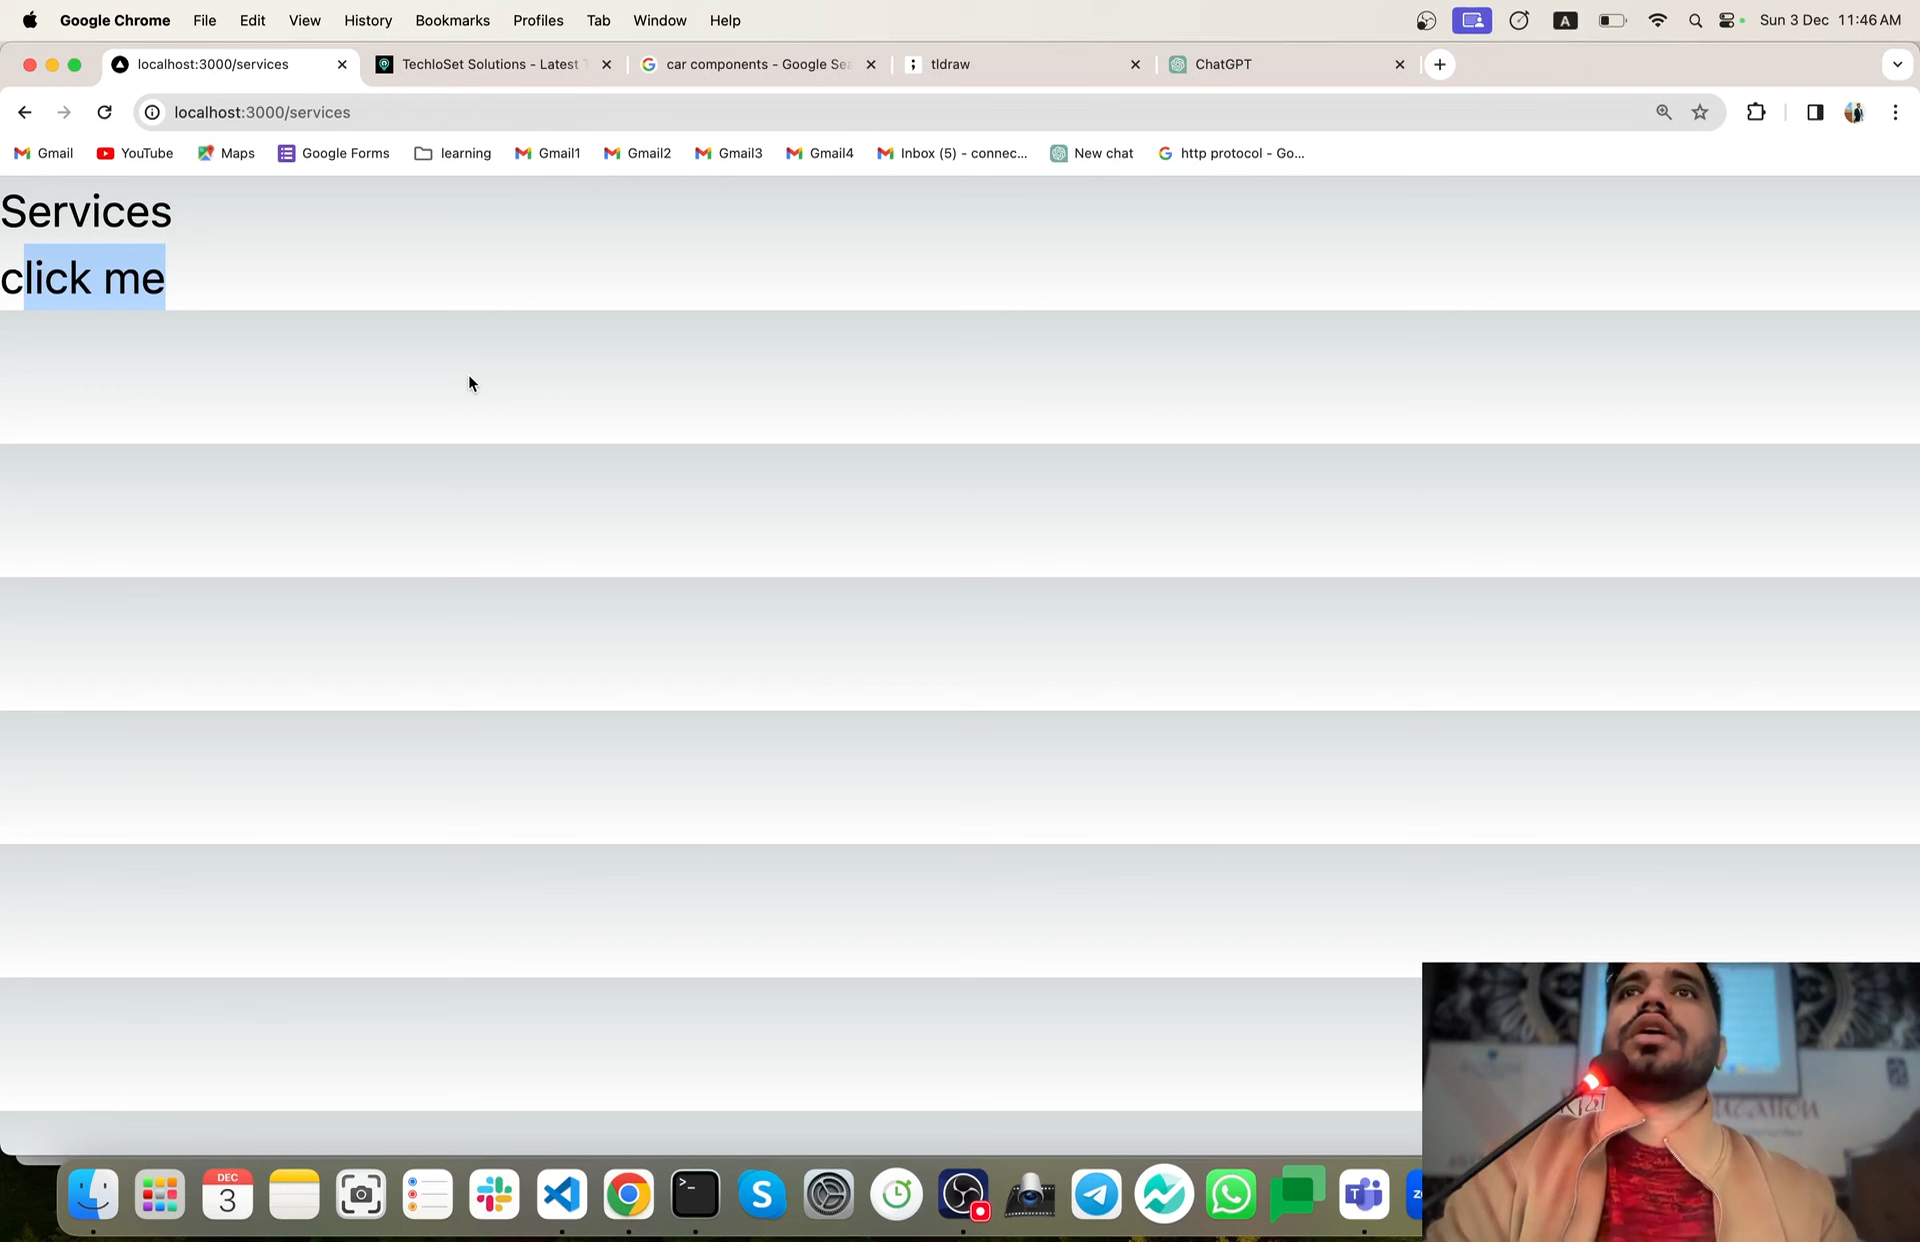 Google Chrome File Edit View History Bookmarks Profiles Tab Window Help A Sun 3 Dec 11:46 AM
localhost:3000/services TechloSet Solutions - Latest car components - Google Se tldraw ChatGPT
localhost:3000/services
Gmail YouTube Maps Google Forms learning Gmail1 Gmail2 Gmail3 Gmail4 Inbox (5) - connec... New chat http protocol - Go...
Services
click me
DEC
3